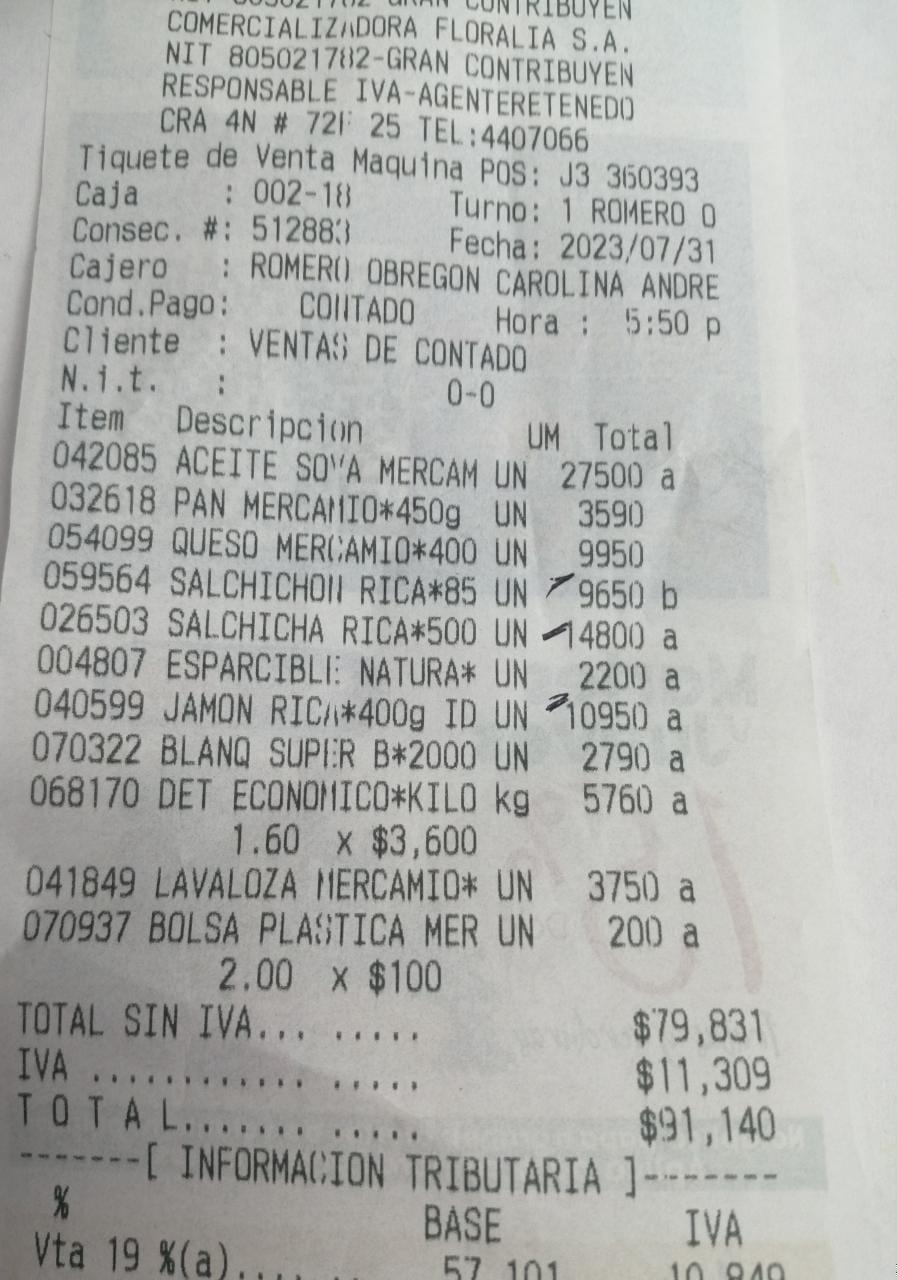 COMERCIALIZADORA FLORALIA S.A.
NIT 805021782-GRAN CONTRIBUYEN
RESPONSABLE IVA-AGENTERETENEDO
CRA 4N # 72F 25 TEL:4407066
Tiquete de Venta Maquina POS: J3 360393
Caja : 002-18 Turno: 1 ROMERO O
Consec. #: 512883 Fecha: 2023/07/31
Cajero : ROMERO OBREGON CAROLINA ANDRE
Cond.Pago: CONTADO Hora : 5:50 p
Cliente : VENTAS DE CONTADO
N.i.t. : 0-0
Item Descripcion UM Total
042085 ACEITE SOYA MERCAM UN 27500 a
032618 PAN MERCAMIO*450g UN 3590
054099 QUESO MERCAMIO*400 UN 9950
059564 SALCHICHON RICA*85 UN 9650 b
026503 SALCHICHA RICA*500 UN 14800 a
004807 ESPARCIBLE NATURA* UN 2200 a
040599 JAMON RICA*400g ID UN 10950 a
070322 BLANQ SUPER B*2000 UN 2790 a
068170 DET ECONOMICO*KILO kg 5760 a
1.60 x $3,600
041849 LAVALOZA MERCAMIO* UN 3750 a
070937 BOLSA PLASTICA MER UN 200 a
2.00 x $100
TOTAL SIN IVA... ..... $79,831
IVA ............ ..... $11,309
T O T A L....... ..... $91,140
-------[ INFORMACION TRIBUTARIA ]-------
% BASE IVA
Vta 19 %(a).... .. 57,101 10,849